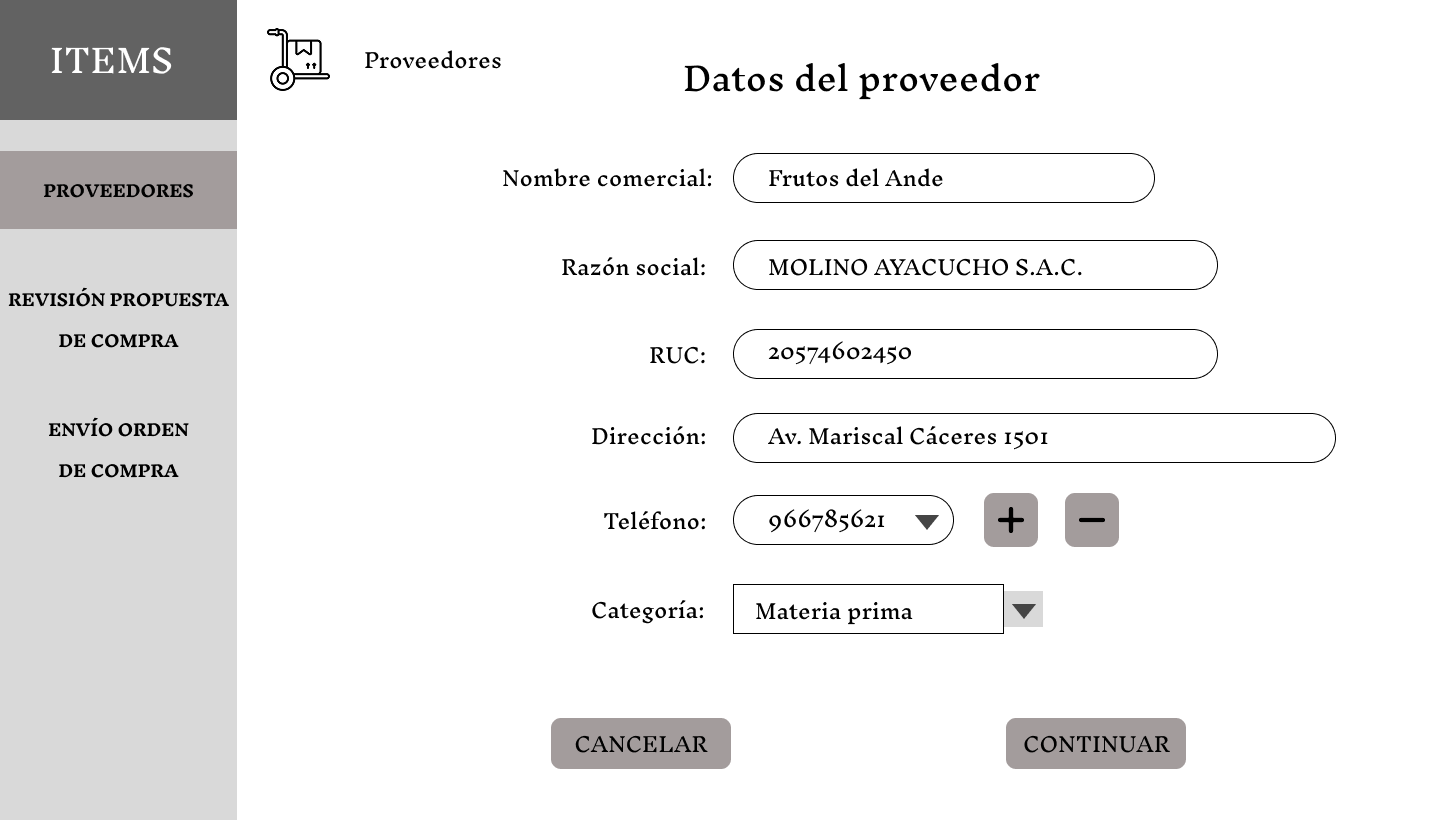 ITEMS
PROVEEDORES
REVISIÓN PROPUESTA
DE COMPRA
ENVÍO ORDEN
DE COMPRA
Proveedores
Datos del proveedor
Nombre comercial: Frutos del Ande
Razón social: MOLINO AYACUCHO S.A.C.
RUC: 20574602450
Dirección: Av. Mariscal Cáceres 1501
Teléfono: 966785621
Categoría: Materia prima
CANCELAR CONTINUAR